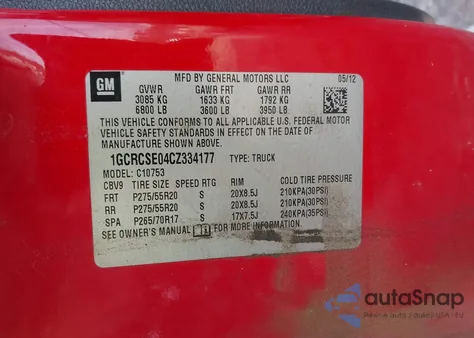 GM
MFD BY GENERAL MOTORS LLC 05/12
GVWR GAWR FRT GAWR RR
3085 KG 1633 KG 1792 KG
6800 LB 3600 LB 3950 LB
THIS VEHICLE CONFORMS TO ALL APPLICABLE U.S. FEDERAL MOTOR
VEHICLE SAFETY AND THEFT PREVENTION STANDARDS IN EFFECT ON THE DATE OF
MANUFACTURE SHOWN ABOVE.
1GCRCSE04CZ334177 TYPE: TRUCK
MODEL: C10753
CBV9 TIRE SIZE SPEED RTG RIM COLD TIRE PRESSURE
FRT P275/55R20 S 20X8.5J 210KPA(30PSI)
RR P275/55R20 S 20X8.5J 210KPA(30PSI)
SPA P265/70R17 S 17X7.5J 240KPA(35PSI)
SEE OWNER'S MANUAL FOR MORE INFORMATION
autoSnap